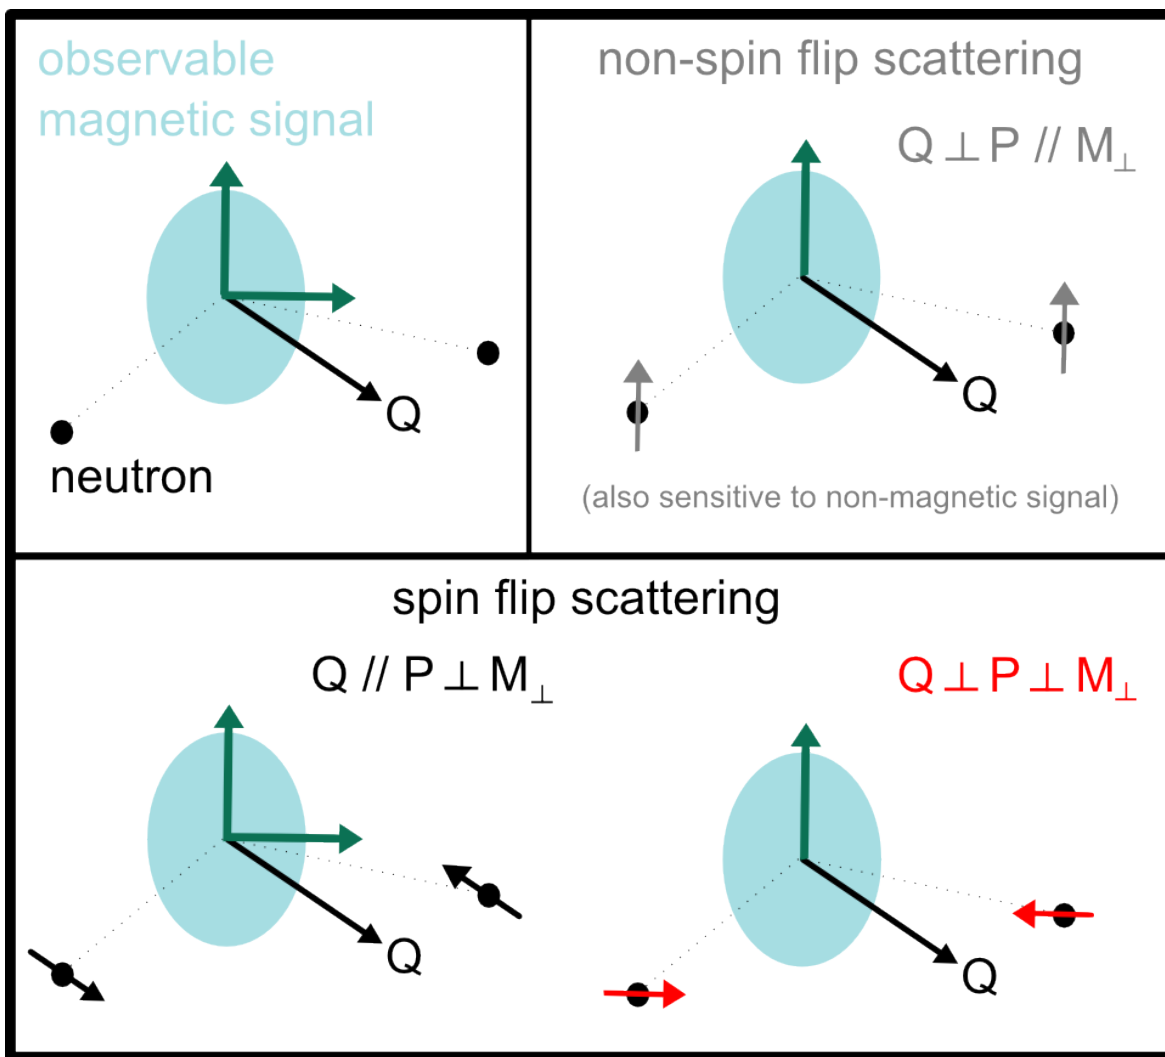 observable
magnetic signal
Q
neutron
non-spin flip scattering
Q ⊥ P // M⊥
Q
(also sensitive to non-magnetic signal)
spin flip scattering
Q // P ⊥ M⊥
Q
Q ⊥ P ⊥ M⊥
Q